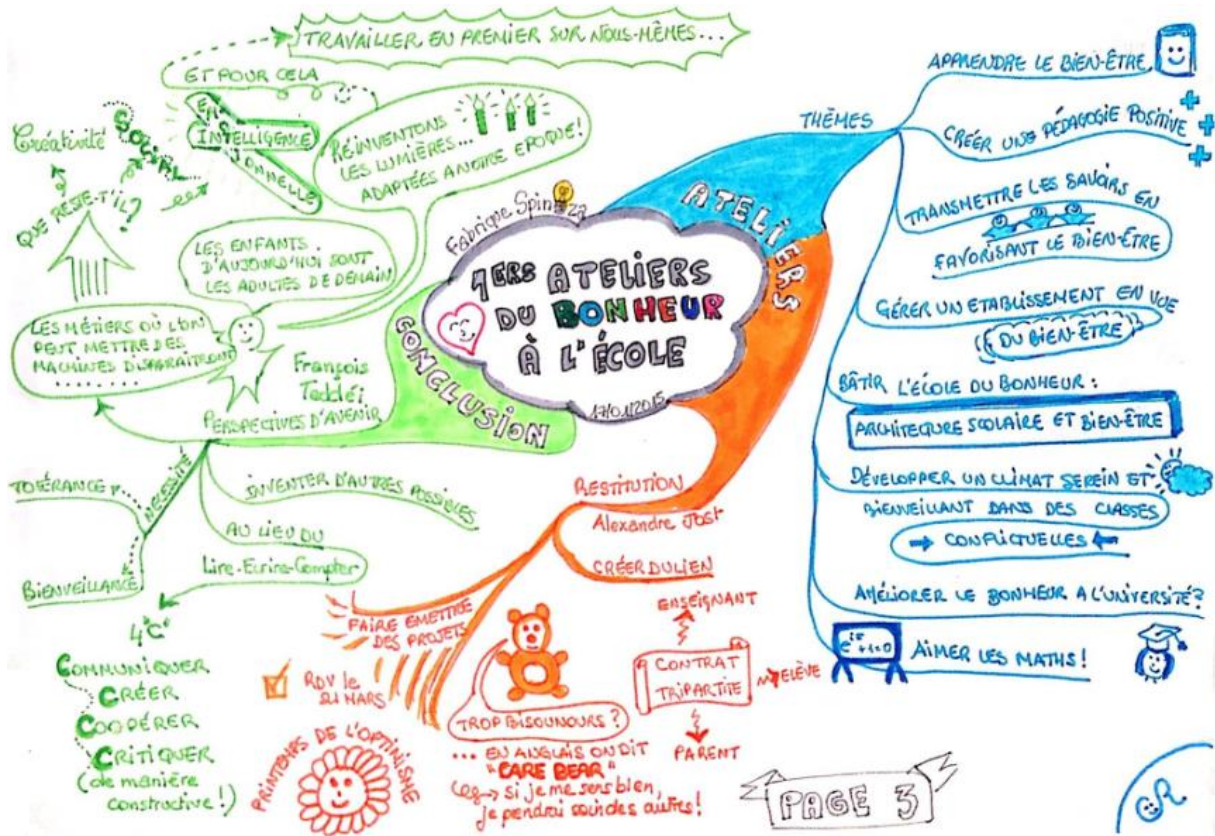 Fabrique Spinoza
1ERS ATELIERS
DU BONHEUR
À L'ÉCOLE
17/01/2015
ATELIERS
THÈMES
APPRENDRE LE BIEN-ÊTRE
CRÉER UNE PÉDAGOGIE POSITIVE
TRANSMETTRE LES SAVOIRS EN
FAVORISANT LE BIEN-ÊTRE
GÉRER UN ETABLISSEMENT EN VUE
DU BIEN-ÊTRE
BÂTIR L'ÉCOLE DU BONHEUR :
ARCHITECTURE SCOLAIRE ET BIEN-ÊTRE
DÉVELOPPER UN CLIMAT SEREIN ET
BIENVEILLANT DANS DES CLASSES
CONFLICTUELLES
AMÉLIORER LE BONHEUR A L'UNIVERSITÉ?
AIMER LES MATHS !
RESTITUTION
Alexandre Jost
CRÉER DU LIEN
ENSEIGNANT
CONTRAT
TRIPARTITE
ELÈVE
PARENT
FAIRE EMETTRE
DES PROJETS
TROP BISOUNOURS ?
... EN ANGLAIS ON DIT
"CARE BEAR"
si je me sens bien,
je pendrai soin des autres !
RDV le
21 MARS
PRINTEMPS DE L'OPTIMISME
CONCLUSION
François
Taddéi
PERSPECTIVES D'AVENIR
INVENTER D'AUTRES POSSIBLES
AU LIEU DU
Lire-Ecrire-Compter
4"C"
COMMUNIQUER
CRÉER
COOPÉRER
CRITIQUER
(de manière
constructive !)
NÉCESSITÉ
TOLÉRANCE
BIENVEILLANCE
LES MÉTIERS OÙ L'ON
PEUT METTRE DES
MACHINES DISPARAITRONT
.........
QUE RESTE-T'IL ?
Créativité
SOCIAL
INTELLIGENCE
LES ENFANTS
D'AUJOURD'HUI SONT
LES ADULTES DE DEMAIN
RÉINVENTONS
LES LUMIÈRES...
ADAPTÉES A NOTRE EPOQUE !
ET POUR CELA
TRAVAILLER EN PREMIER SUR NOUS-MÊMES...
PAGE 3